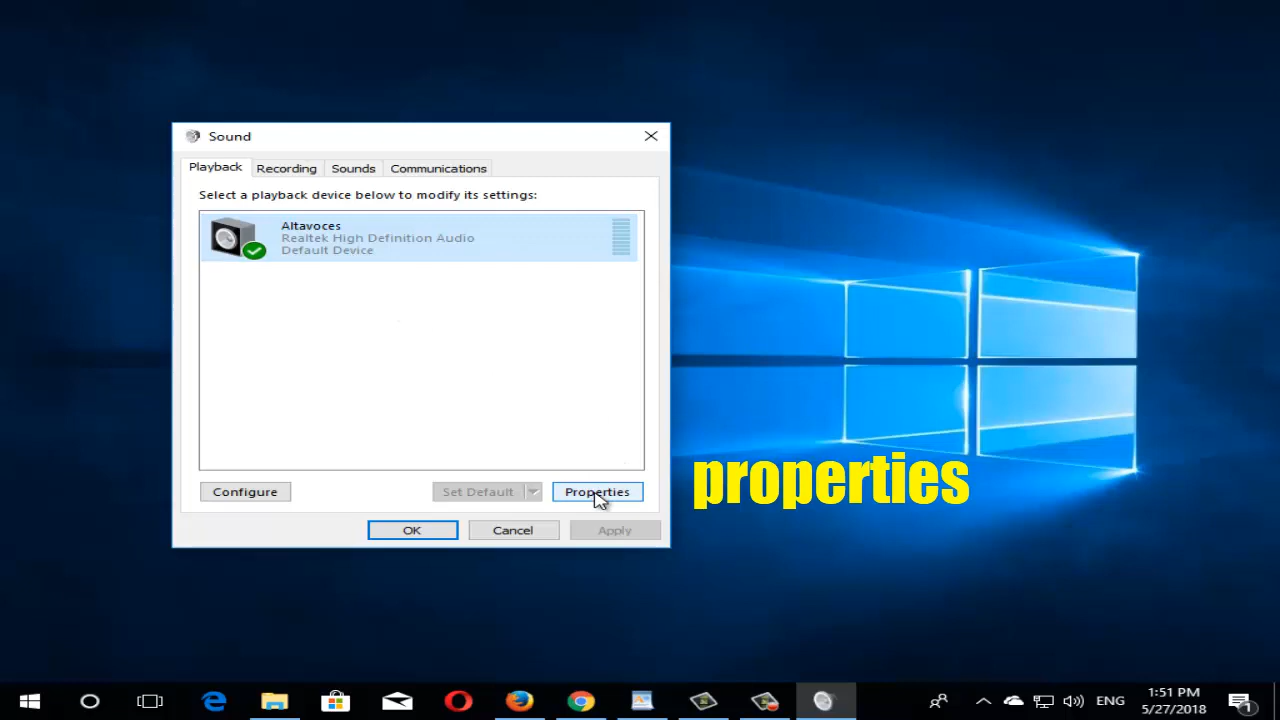 Sound
Playback
Recording
Sounds
Communications
Select a playback device below to modify its settings:
Altavoces
Realtek High Definition Audio
Default Device
Configure
Set Default
Properties
properties
OK
Cancel
Apply
ENG
1:51 PM
5/27/2018
1